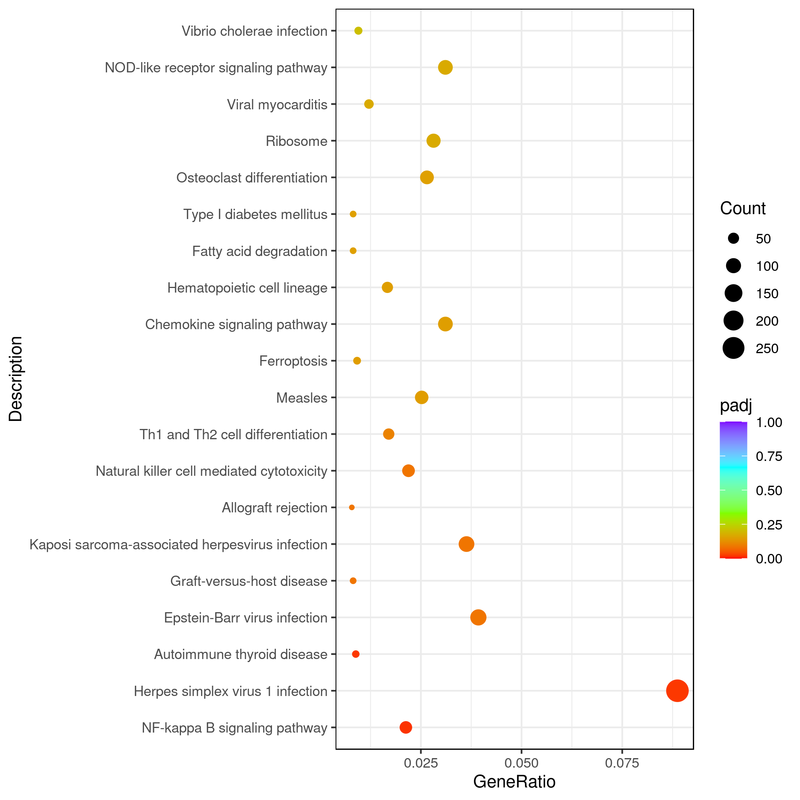 Vibrio cholerae infection
NOD-like receptor signaling pathway
Viral myocarditis
Ribosome
Osteoclast differentiation
Type I diabetes mellitus
Fatty acid degradation
Hematopoietic cell lineage
Chemokine signaling pathway
Ferroptosis
Measles
Th1 and Th2 cell differentiation
Natural killer cell mediated cytotoxicity
Allograft rejection
Kaposi sarcoma-associated herpesvirus infection
Graft-versus-host disease
Epstein-Barr virus infection
Autoimmune thyroid disease
Herpes simplex virus 1 infection
NF-kappa B signaling pathway
Description
0.025 0.050 0.075
GeneRatio
Count
50
100
150
200
250
padj
1.00
0.75
0.50
0.25
0.00